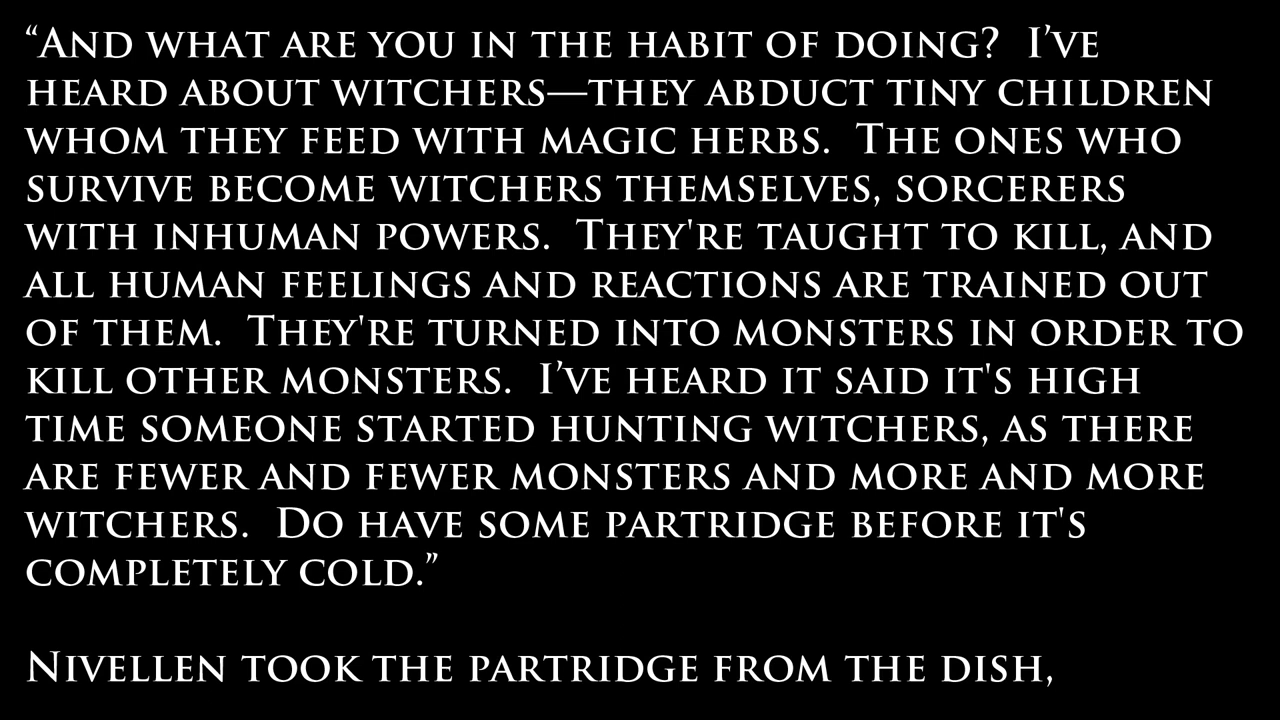 “And what are you in the habit of doing?  I’ve
heard about witchers—they abduct tiny children
whom they feed with magic herbs.  The ones who
survive become witchers themselves, sorcerers
with inhuman powers.  They're taught to kill, and
all human feelings and reactions are trained out
of them.  They're turned into monsters in order to
kill other monsters.  I’ve heard it said it's high
time someone started hunting witchers, as there
are fewer and fewer monsters and more and more
witchers.  Do have some partridge before it's
completely cold.”
Nivellen took the partridge from the dish,